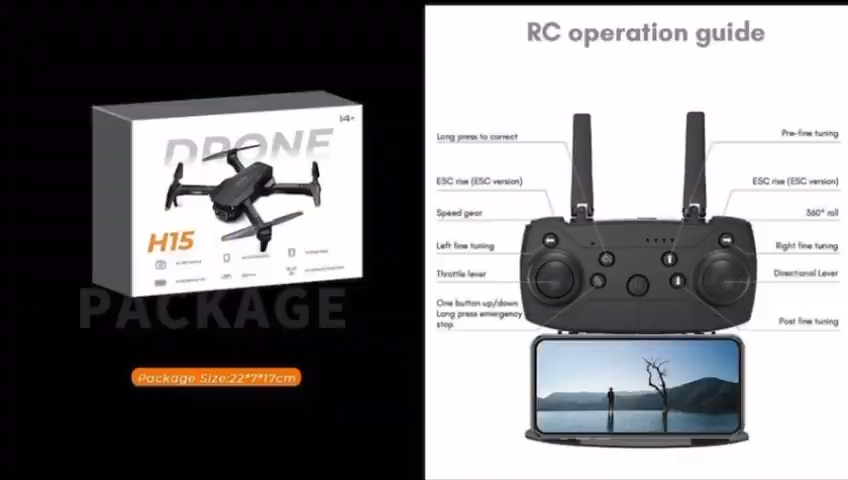 DRONE
14+
H15
PACKAGE
Package Size:22*7*17cm
RC operation guide
Long press to correct
ESC rise (ESC version)
Speed gear
Left fine tuning
Throttle lever
One button up/down
Long press emergency
stop
Pre-fine tuning
ESC rise (ESC version)
360° roll
Right fine tuning
Directional Lever
Post fine tuning